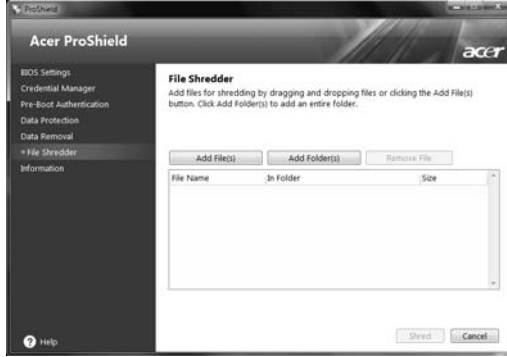 ProShield
Acer ProShield
acer
BIOS Settings
Credential Manager
Pre-Boot Authentication
Data Protection
Data Removal
File Shredder
Information
Help
File Shredder
Add files for shredding by dragging and dropping files or clicking the Add File(s)
button. Click Add Folder(s) to add an entire folder.
Add File(s) Add Folder(s) Remove File
File Name In Folder Size
Shred Cancel